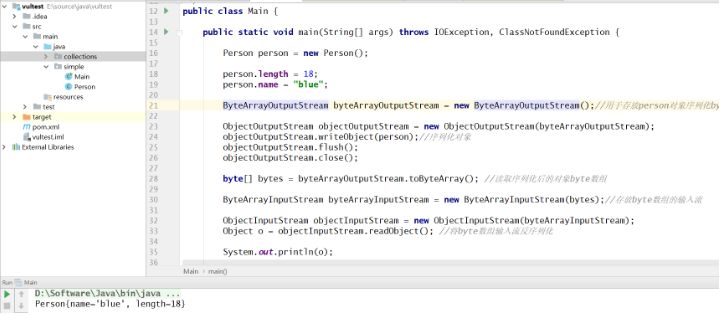 vultest E:\source\java\vultest
.idea
src
main
java
collections
simple
Main
Person
resources
test
target
pom.xml
vultest.iml
External Libraries
12 public class Main {
13
14 public static void main(String[] args) throws IOException, ClassNotFoundException {
15
16 Person person = new Person();
17
18 person.length = 18;
19 person.name = "blue";
20
21 ByteArrayOutputStream byteArrayOutputStream = new ByteArrayOutputStream();//用于存放person对象序列化by
22
23 ObjectOutputStream objectOutputStream = new ObjectOutputStream(byteArrayOutputStream);
24 objectOutputStream.writeObject(person);//序列化对象
25 objectOutputStream.flush();
26 objectOutputStream.close();
27
28 byte[] bytes = byteArrayOutputStream.toByteArray(); //读取序列化后的对象byte数组
29
30 ByteArrayInputStream byteArrayInputStream = new ByteArrayInputStream(bytes);//存放byte数组的输入流
31
32 ObjectInputStream objectInputStream = new ObjectInputStream(byteArrayInputStream);
33 Object o = objectInputStream.readObject(); //将byte数组输入流反序列化
34
35 System.out.println(o);
36
Main › main()
Run Main
D:\Software\Java\bin\java ...
Person{name='blue', length=18}